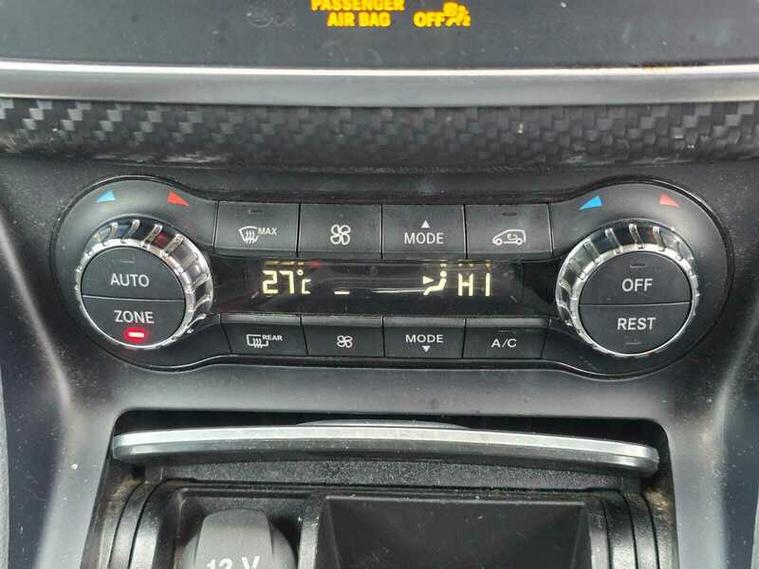 PASSENGER
AIR BAG OFF
MAX
MODE
AUTO
ZONE
27°C
HI
OFF
REST
REAR
MODE
A/C
12 V